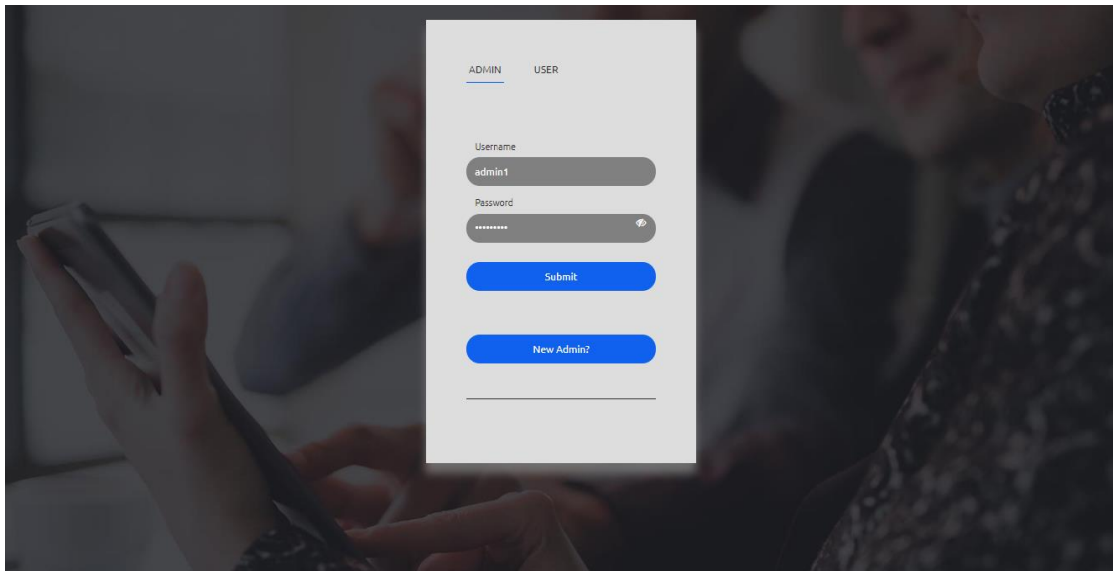 ADMIN USER
Username
admin1
Password
•••••••••
Submit
New Admin?